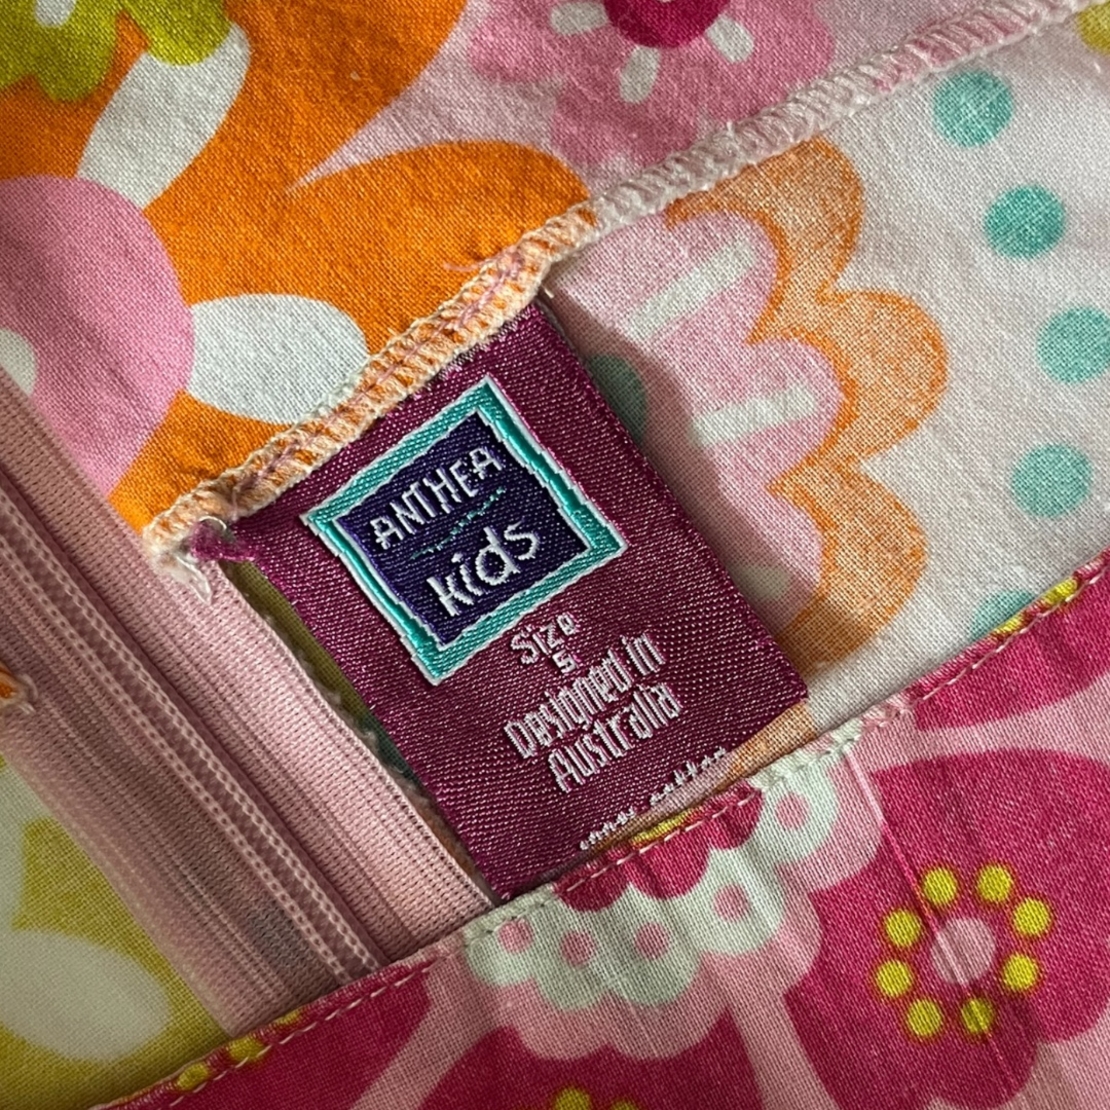 ANTHEA
kids
Size
5
Designed in
Australia